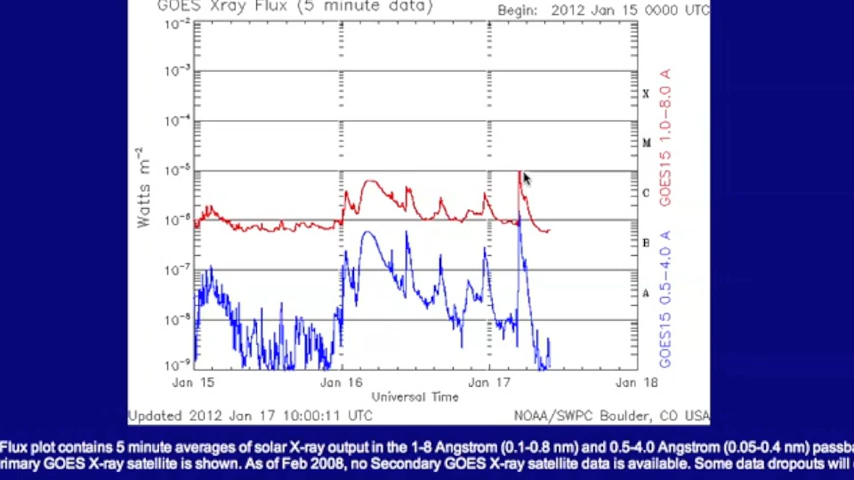 GOES Xray Flux (5 minute data)
Begin: 2012 Jan 15 0000 UTC
10-2
10-3
10-4
10-5
10-6
10-7
10-8
10-9
Watts m-2
X
M
C
B
A
GOES15 1.0-8.0 A
GOES15 0.5-4.0 A
Jan 15 Jan 16 Jan 17 Jan 18
Universal Time
Updated 2012 Jan 17 10:00:11 UTC
NOAA/SWPC Boulder, CO USA
Flux plot contains 5 minute averages of solar X-ray output in the 1-8 Angstrom (0.1-0.8 nm) and 0.5-4.0 Angstrom (0.05-0.4 nm) passba
rimary GOES X-ray satellite is shown. As of Feb 2008, no Secondary GOES X-ray satellite data is available. Some data dropouts will